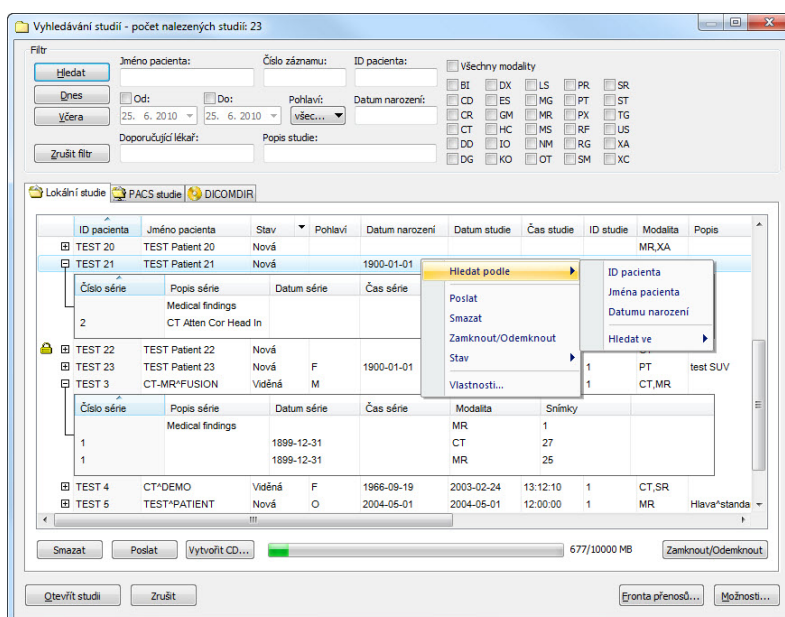 Vyhledávání studií - počet nalezených studií: 23
Filtr
Hledat
Dnes
Včera
Zrušit filtr
Jméno pacienta: Číslo záznamu: ID pacienta:
Od: Do: Pohlaví: Datum narození:
25. 6. 2010 25. 6. 2010 všec...
Doporučující lékař: Popis studie:
Všechny modality
BI DX LS PR SR
CD ES MG PT ST
CR GM MR PX TG
CT HC MS RF US
DD IO NM RG XA
DG KO OT SM XC
Lokální studie PACS studie DICOMDIR
ID pacienta Jméno pacienta Stav Pohlaví Datum narození Datum studie Čas studie ID studie Modalita Popis
TEST 20 TEST Patient 20 Nová MR,XA
TEST 21 TEST Patient 21 Nová 1900-01-01
Číslo série Popis série Datum série Čas série
Medical findings
2 CT Atten Cor Head In
Hledat podle
Poslat
Smazat
Zamknout/Odemknout
Stav
Vlastnosti...
ID pacienta
Jména pacienta
Datumu narození
Hledat ve
TEST 22 TEST Patient 22 Nová
TEST 23 TEST Patient 23 Nová F 1900-01-01 1 PT test SUV
TEST 3 CT-MR^FUSION Viděná M 1 CT,MR
Číslo série Popis série Datum série Čas série Modalita Snímky
Medical findings MR 1
1 1899-12-31 CT 27
1 1899-12-31 MR 25
TEST 4 CT^DEMO Viděná F 1966-09-19 2003-02-24 13:12:10 1 CT,SR
TEST 5 TEST^PATIENT Nová O 2004-05-01 2004-05-01 12:00:00 1 MR Hlava^standa
Smazat Poslat Vytvořit CD... 677/10000 MB Zamknout/Odemknout
Otevřít studii Zrušit Fronta přenosů... Možnosti...